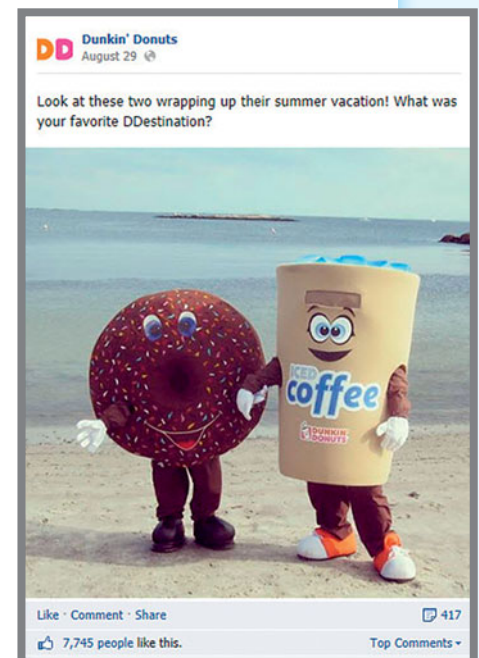 DD Dunkin' Donuts
August 29
Look at these two wrapping up their summer vacation! What was
your favorite DDestination?
ICED
coffee
DUNKIN'
DONUTS
Like · Comment · Share 417
7,745 people like this. Top Comments